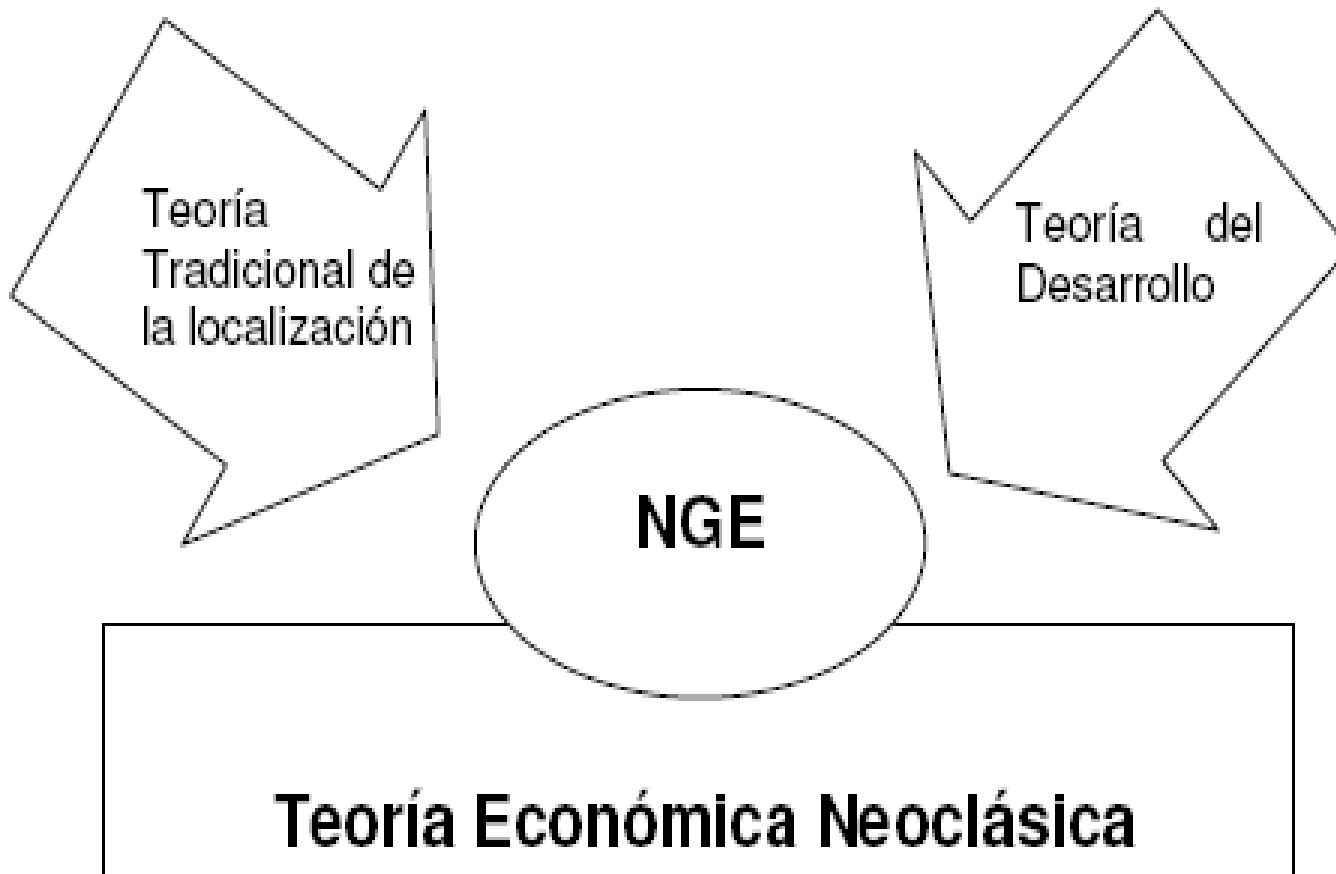 Teoría
Tradicional de
la localización
Teoría del
Desarrollo
NGE
Teoría Económica Neoclásica